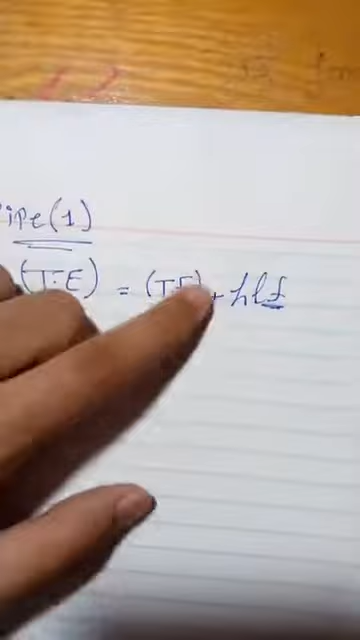 ipe(1)
(T.E) = (T.E) + hlf